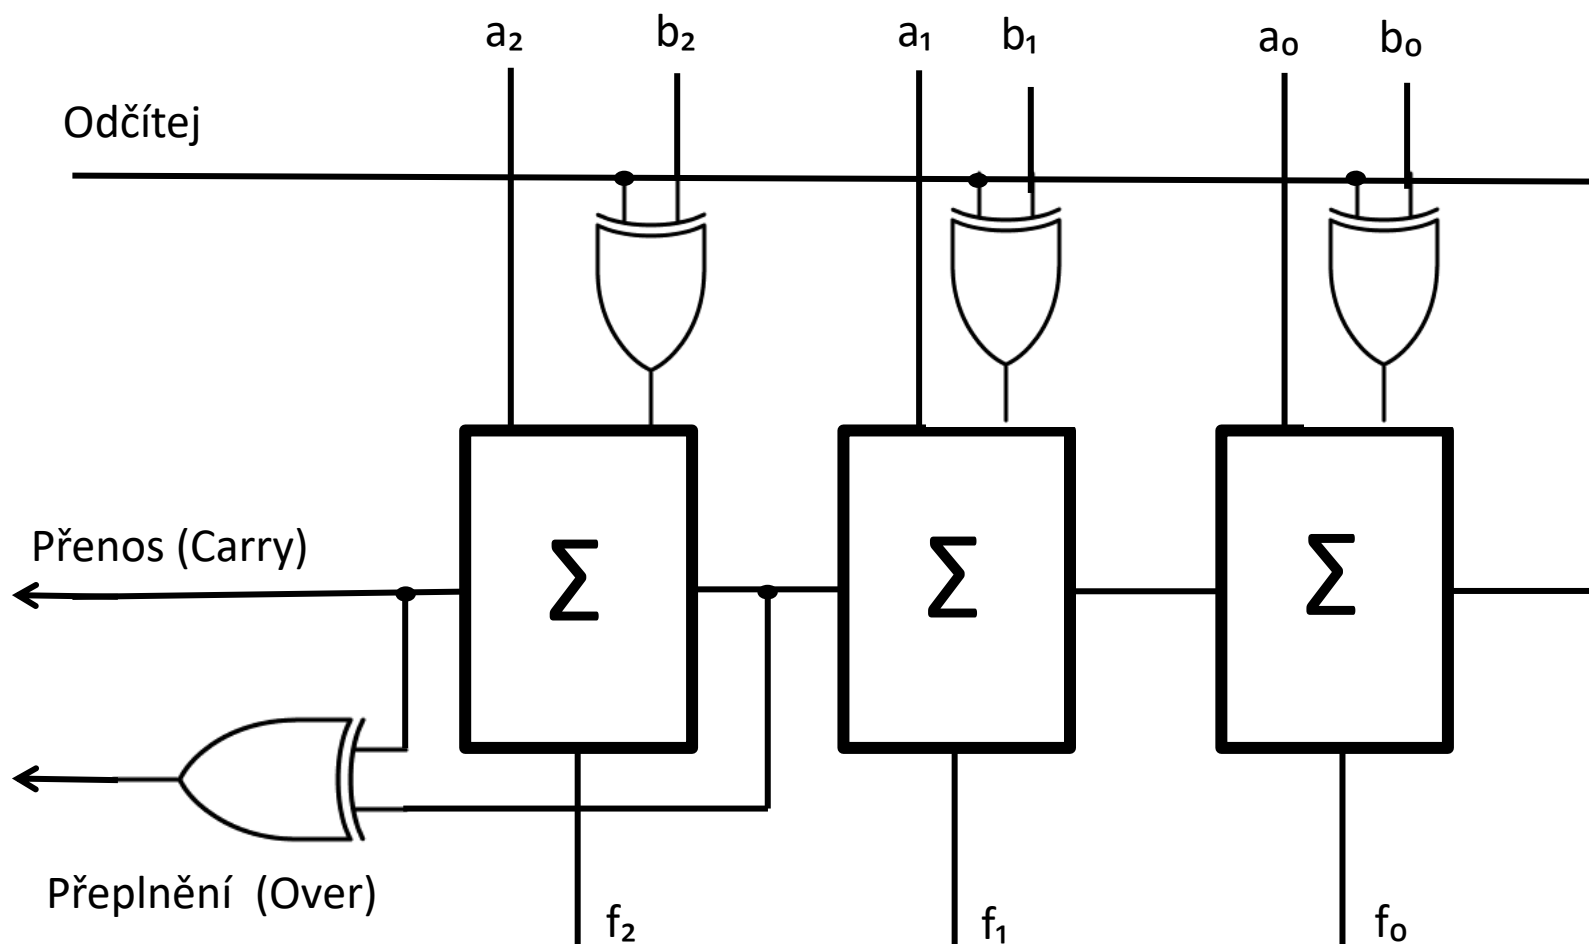 a₂ b₂ a₁ b₁ a₀ b₀
Odčítej
Σ Σ Σ
Přenos (Carry)
Přeplnění (Over)
f₂ f₁ f₀